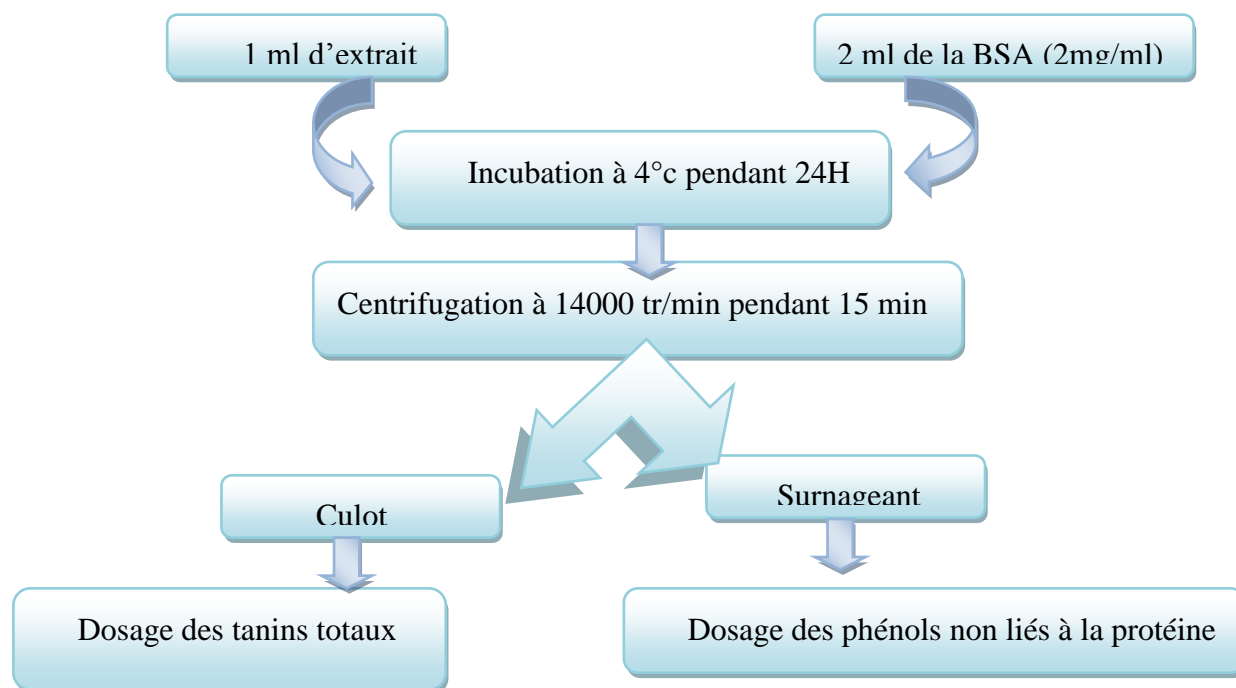 1 ml d’extrait
2 ml de la BSA (2mg/ml)
Incubation à 4°c pendant 24H
Centrifugation à 14000 tr/min pendant 15 min
Culot
Surnageant
Dosage des tanins totaux
Dosage des phénols non liés à la protéine